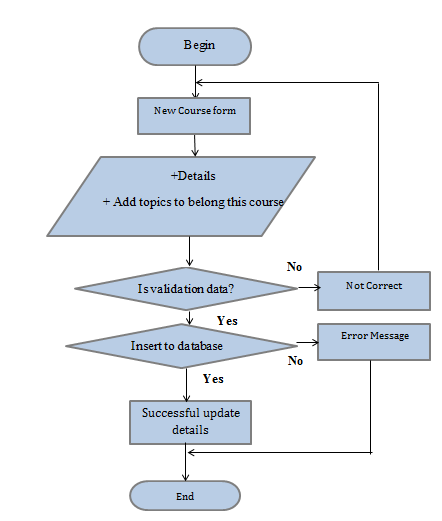 Begin
New Course form
+Details
+ Add topics to belong this course
No
Is validation data?
Not Correct
Yes
Error Message
Insert to database
No
Yes
Successful update
details
End